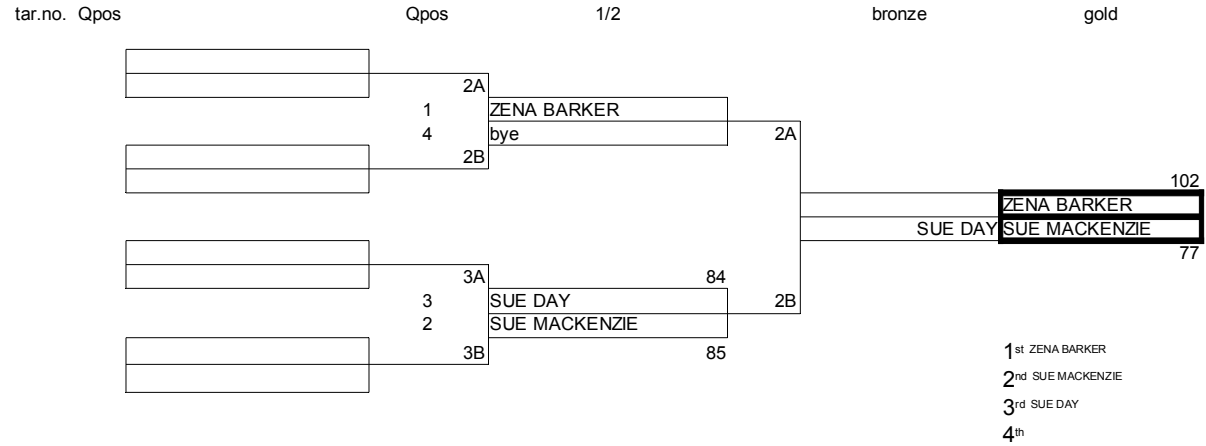 tar.no. Qpos Qpos 1/2 bronze gold
2A
1 ZENA BARKER
4 bye 2A
2B
102
ZENA BARKER
SUE DAY SUE MACKENZIE
77
3A 84
3 SUE DAY 2B
2 SUE MACKENZIE
3B 85
1st ZENA BARKER
2nd SUE MACKENZIE
3rd SUE DAY
4th